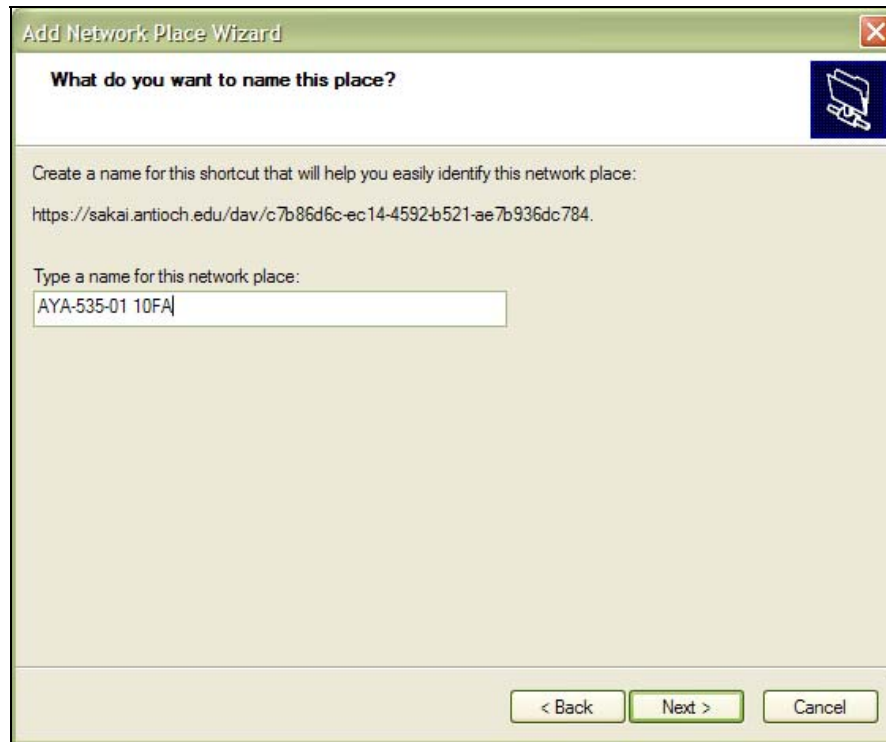 Add Network Place Wizard
What do you want to name this place?
Create a name for this shortcut that will help you easily identify this network place:
https://sakai.antioch.edu/dav/c7b86d6c-ec14-4592-b521-ae7b936dc784.
Type a name for this network place:
AYA-535-01 10FA
< Back Next > Cancel